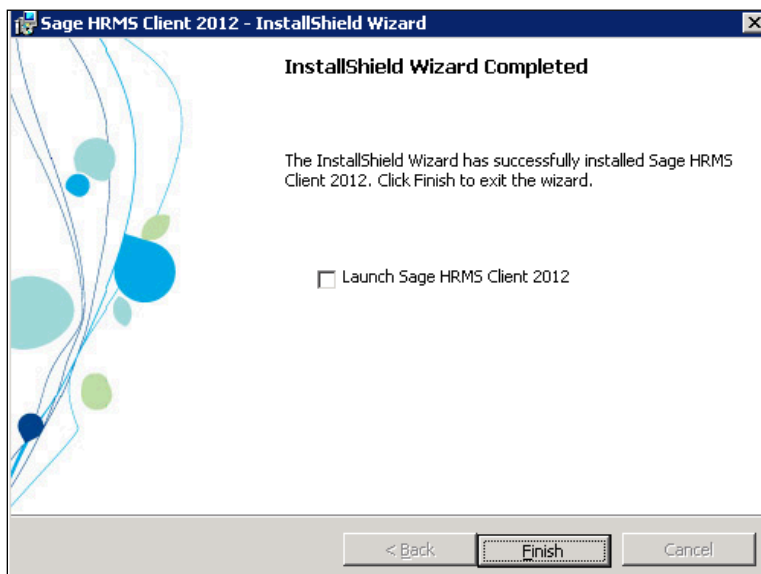 Sage HRMS Client 2012 - InstallShield Wizard
InstallShield Wizard Completed
The InstallShield Wizard has successfully installed Sage HRMS
Client 2012. Click Finish to exit the wizard.
Launch Sage HRMS Client 2012
< Back
Finish
Cancel